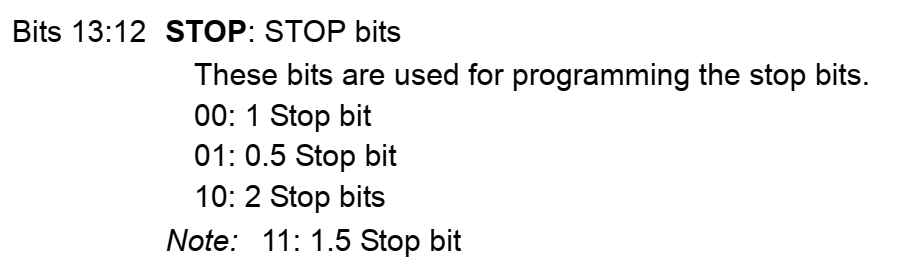 Bits 13:12 STOP: STOP bits
These bits are used for programming the stop bits.
00: 1 Stop bit
01: 0.5 Stop bit
10: 2 Stop bits
Note: 11: 1.5 Stop bit